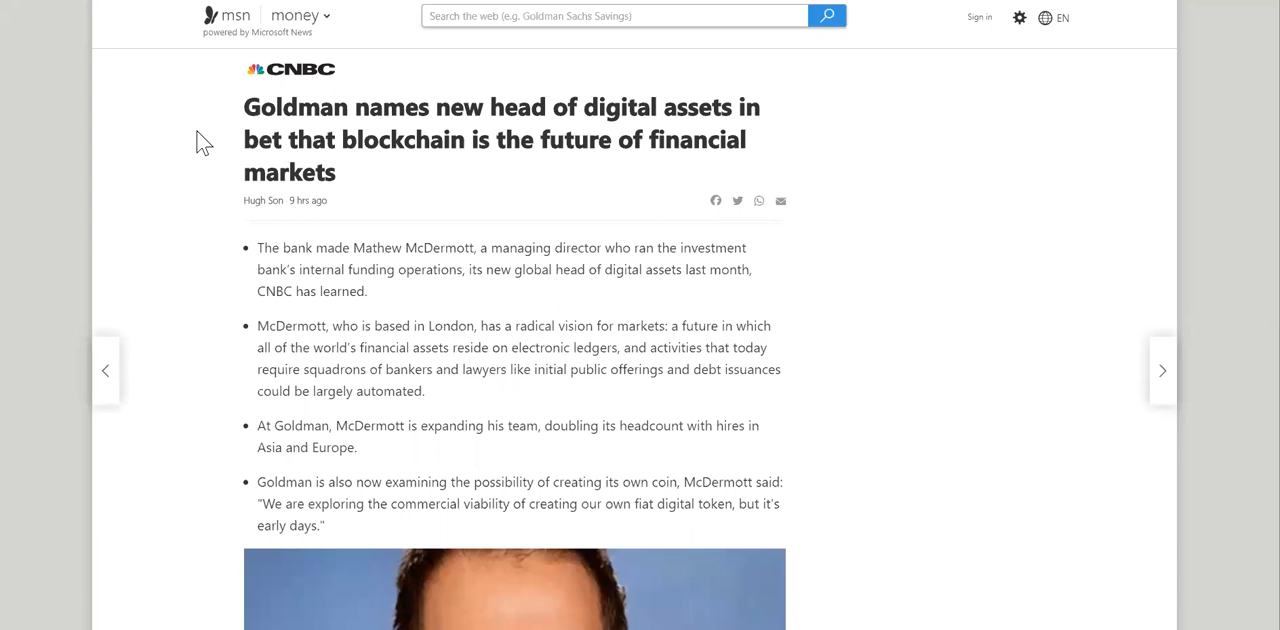 msn money
powered by Microsoft News
Search the web (e.g. Goldman Sachs Savings)
Sign in
EN
CNBC
Goldman names new head of digital assets in
bet that blockchain is the future of financial
markets
Hugh Son 9 hrs ago
• The bank made Mathew McDermott, a managing director who ran the investment
bank's internal funding operations, its new global head of digital assets last month,
CNBC has learned.
• McDermott, who is based in London, has a radical vision for markets: a future in which
all of the world's financial assets reside on electronic ledgers, and activities that today
require squadrons of bankers and lawyers like initial public offerings and debt issuances
could be largely automated.
• At Goldman, McDermott is expanding his team, doubling its headcount with hires in
Asia and Europe.
• Goldman is also now examining the possibility of creating its own coin, McDermott said:
"We are exploring the commercial viability of creating our own fiat digital token, but it's
early days."